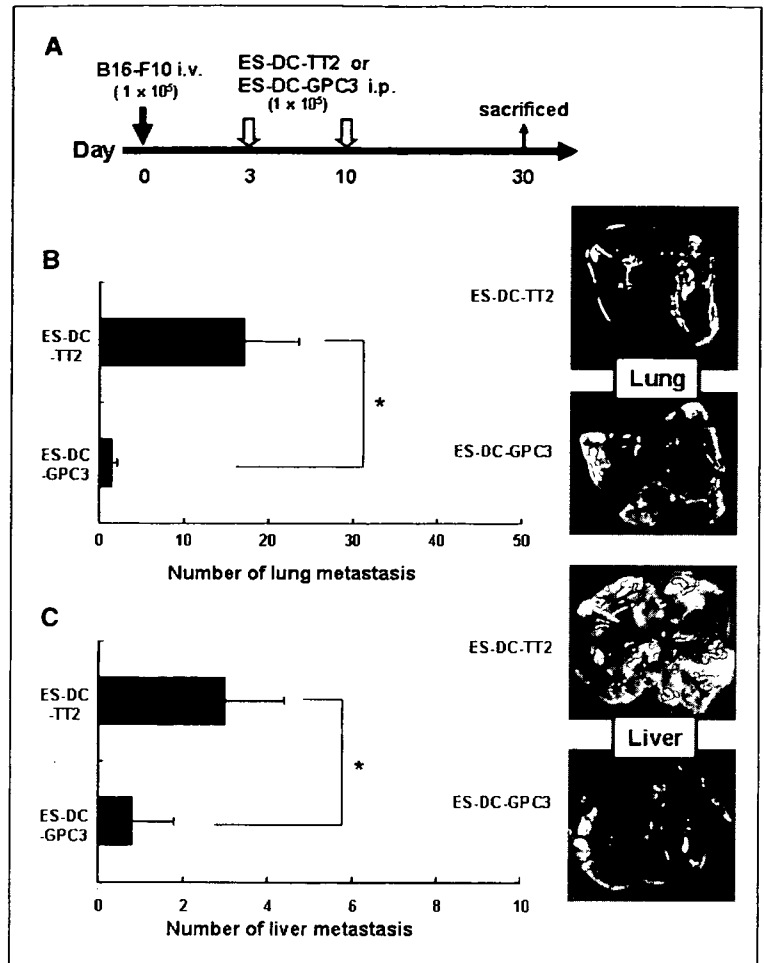 A
B16-F10 i.v.
(1 x 10⁵)
ES-DC-TT2 or
ES-DC-GPC3 i.p.
(1 x 10⁵)
sacrificed
Day
0
3
10
30
B
ES-DC
-TT2
ES-DC
-GPC3
*
0 10 20 30 40 50
Number of lung metastasis
ES-DC-TT2
Lung
ES-DC-GPC3
C
ES-DC
-TT2
ES-DC
-GPC3
*
0 2 4 6 8 10
Number of liver metastasis
ES-DC-TT2
Liver
ES-DC-GPC3